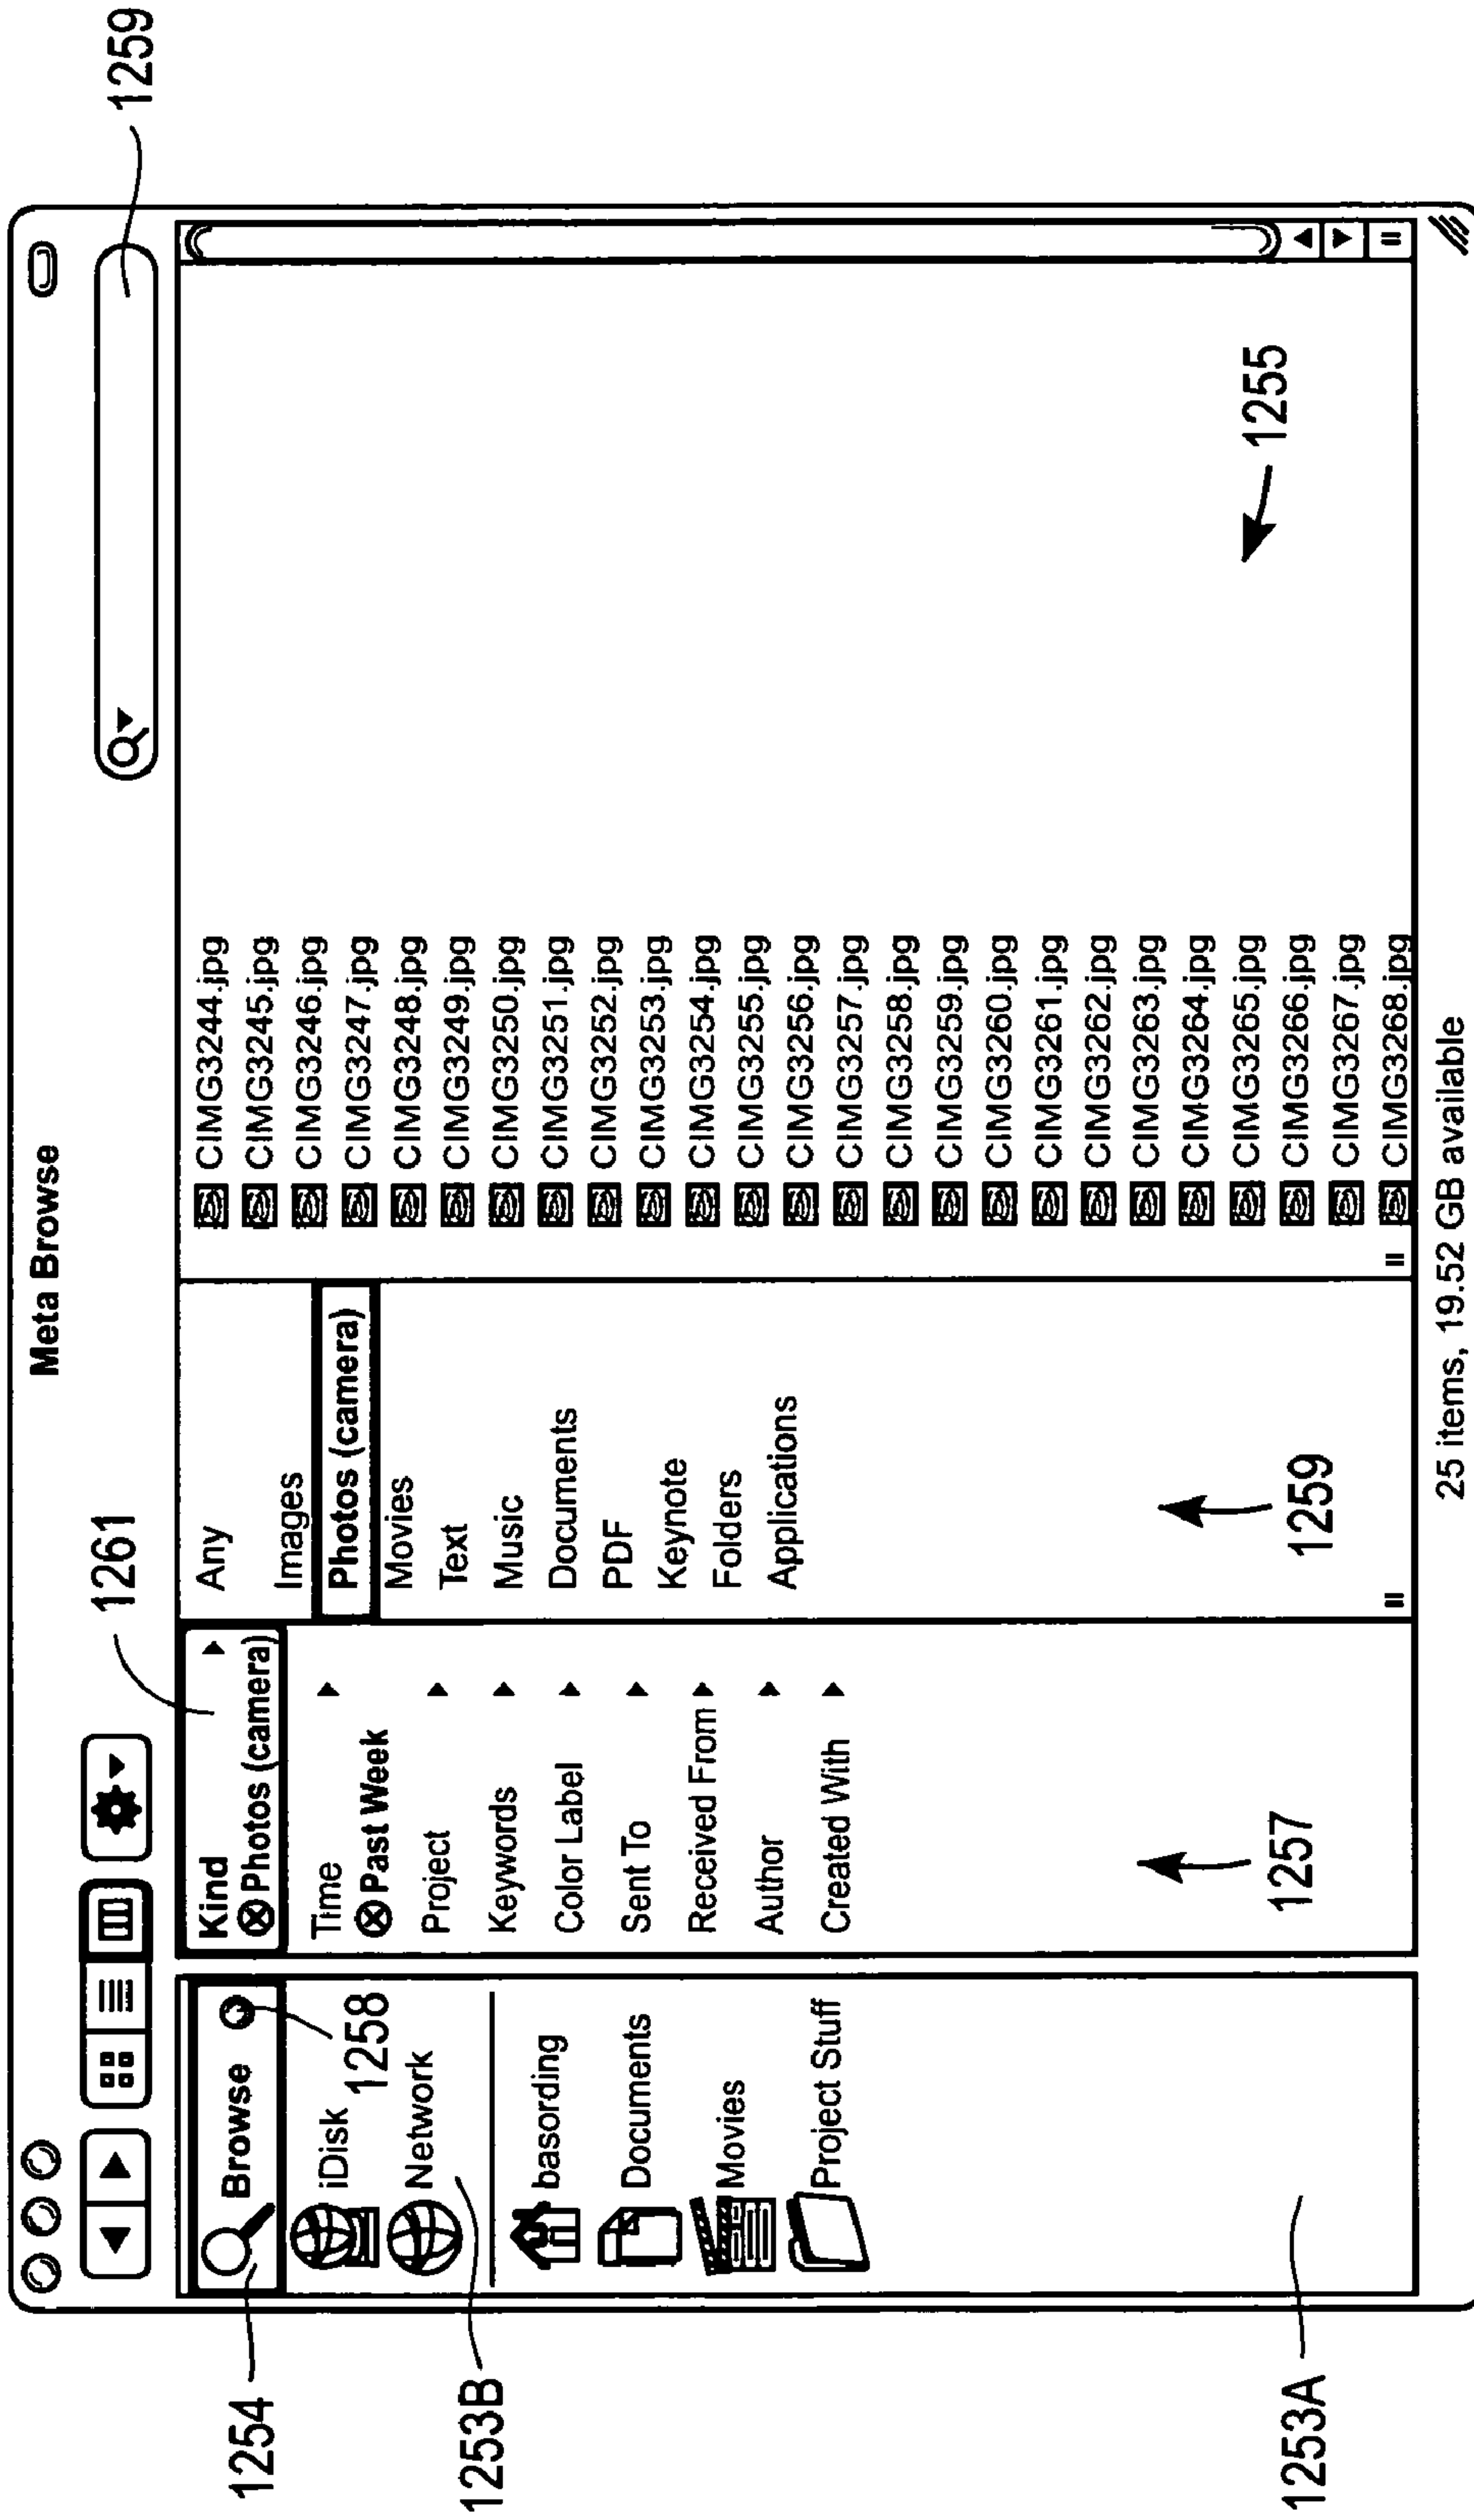 1259
1261
Meta Browse
1254
Browse
1258
iDisk
Network
1253B
basording
Documents
Movies
Project Stuff
1253A
Kind
Photos (camera)
Time
Past Week
Project
Keywords
Color Label
Sent To
Received From
Author
Created With
1257
Any
Images
Photos (camera)
Movies
Text
Music
Documents
PDF
Keynote
Folders
Applications
1259
CIMG3244.jpg
CIMG3245.jpg
CIMG3246.jpg
CIMG3247.jpg
CIMG3248.jpg
CIMG3249.jpg
CIMG3250.jpg
CIMG3251.jpg
CIMG3252.jpg
CIMG3253.jpg
CIMG3254.jpg
CIMG3255.jpg
CIMG3256.jpg
CIMG3257.jpg
CIMG3258.jpg
CIMG3259.jpg
CIMG3260.jpg
CIMG3261.jpg
CIMG3262.jpg
CIMG3263.jpg
CIMG3264.jpg
CIMG3265.jpg
CIMG3266.jpg
CIMG3267.jpg
CIMG3268.jpg
1255
25 items, 19.52 GB available